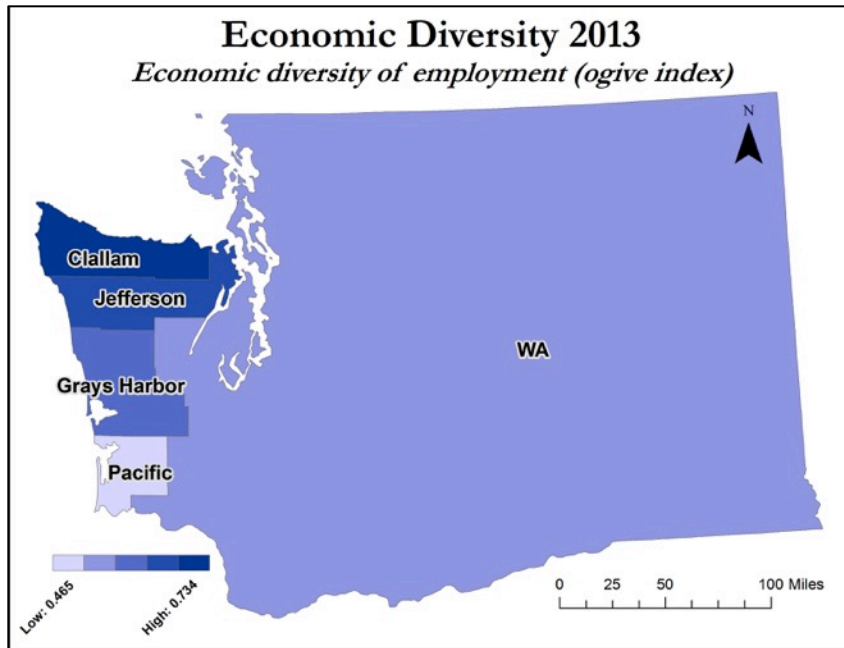 Economic Diversity 2013
Economic diversity of employment (ogive index)
N
Clallam
Jefferson
WA
Grays Harbor
Pacific
Low: 0.465
High: 0.734
0 25 50 100 Miles